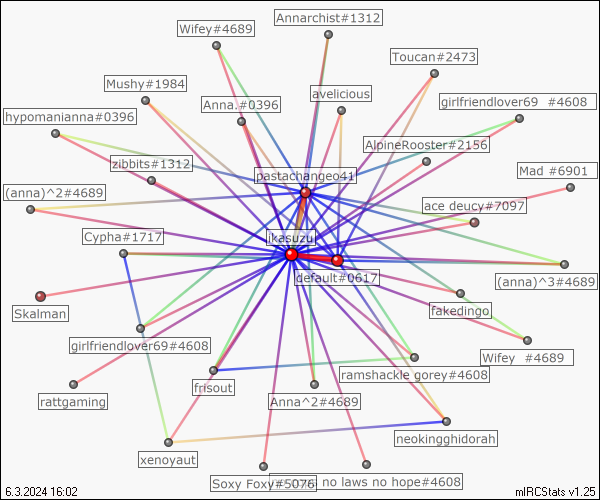 Annarchist#1312
Wifey#4689
Toucan#2473
Mushy#1984
avelicious
Anna.#0396
girlfriendlover69 #4608
hypomanianna#0396
AlpineRooster#2156
zibbits#1312
pastachangeo41
Mad #6901
(anna)^2#4689
ace deucy#7097
Cypha#1717
jkasuzu
default#0617
(anna)^3#4689
Skalman
fakedingo
girlfriendlover69#4608
Wifey #4689
ramshackle gorey#4608
frisout
rattgaming
Anna^2#4689
neokingghidorah
xenoyaut
Soxy Foxy#5076
no laws no hope#4608
6.3.2024 16:02
mIRCStats v1.25